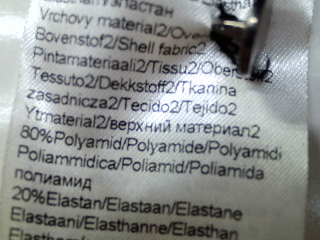 эластан
Vrchovy material2/Ove
Bovenstof2/Shell fabric2
Pintamateriaali2/Tissu2/Obers
Tessuto2/Dekkstoff2/Tkanina
zasadnicza2/Tecido2/Tejido2
Ytmaterial2/верхний материал2
80%Polyamid/Polyamide/Polyamidi
Poliammidica/Poliamid/Poliamida
полиамид
20%Elastan/Elastaan/Elastane
Elastaani/Elasthanne/Elasthan